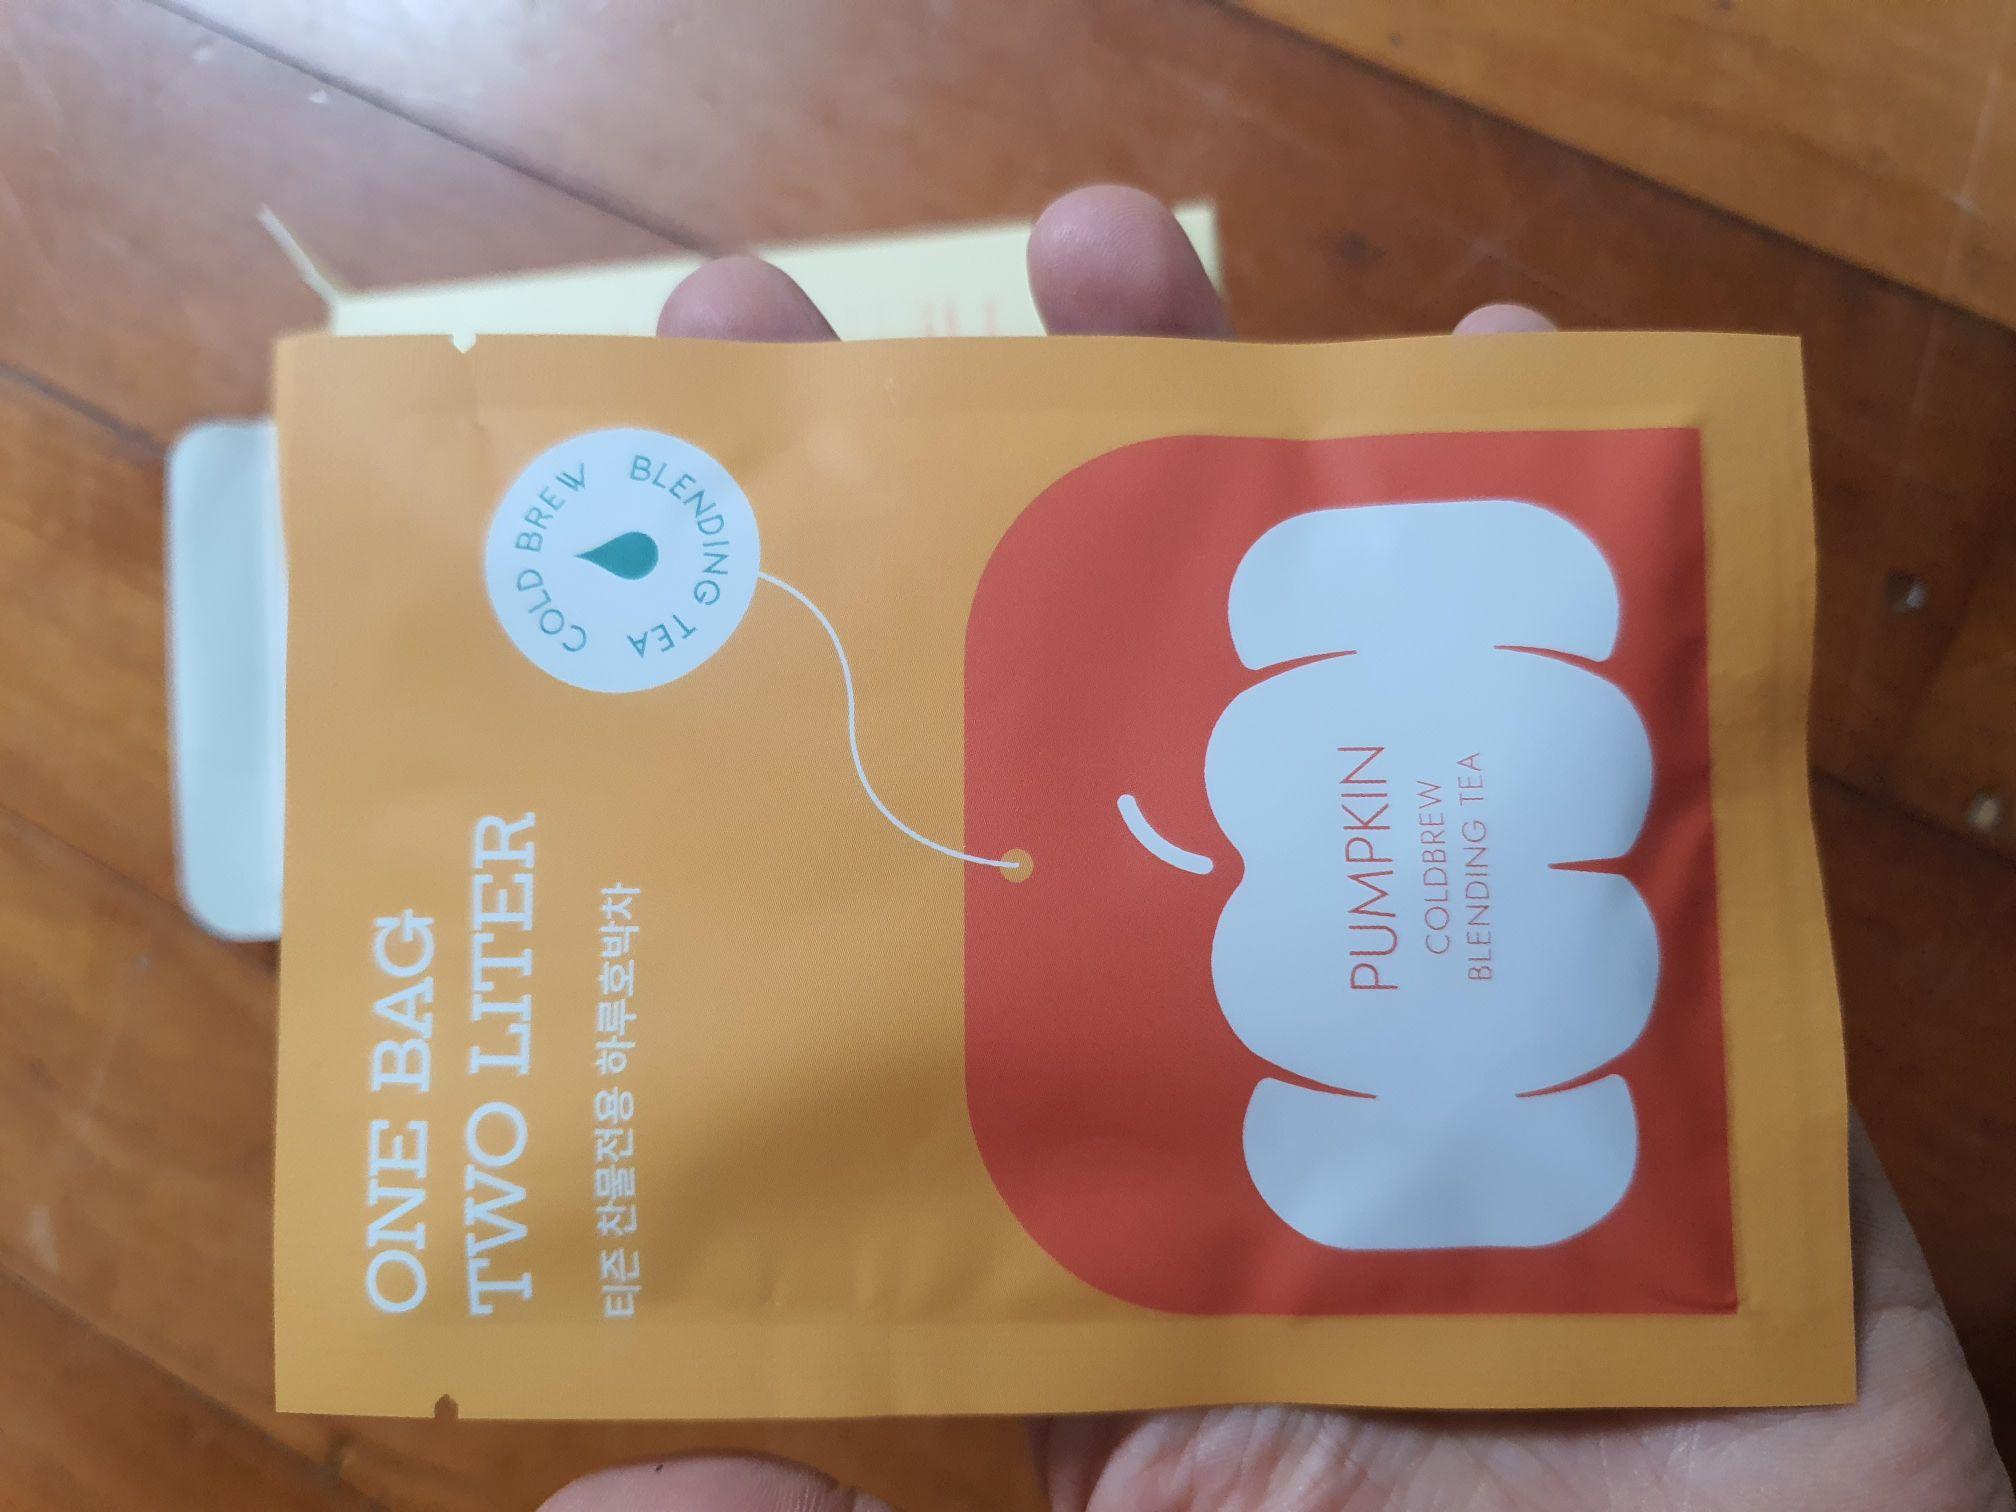 ONE BAG
TWO LITER
티즌 찬물전용 하루호박차
COLD BREW
BLENDING TEA
PUMPKIN
COLDBREW
BLENDING TEA